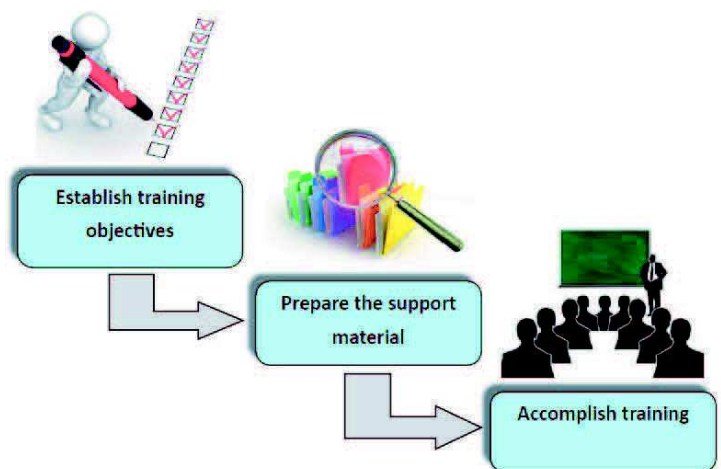 Establish training
objectives
Prepare the support
material
Accomplish training